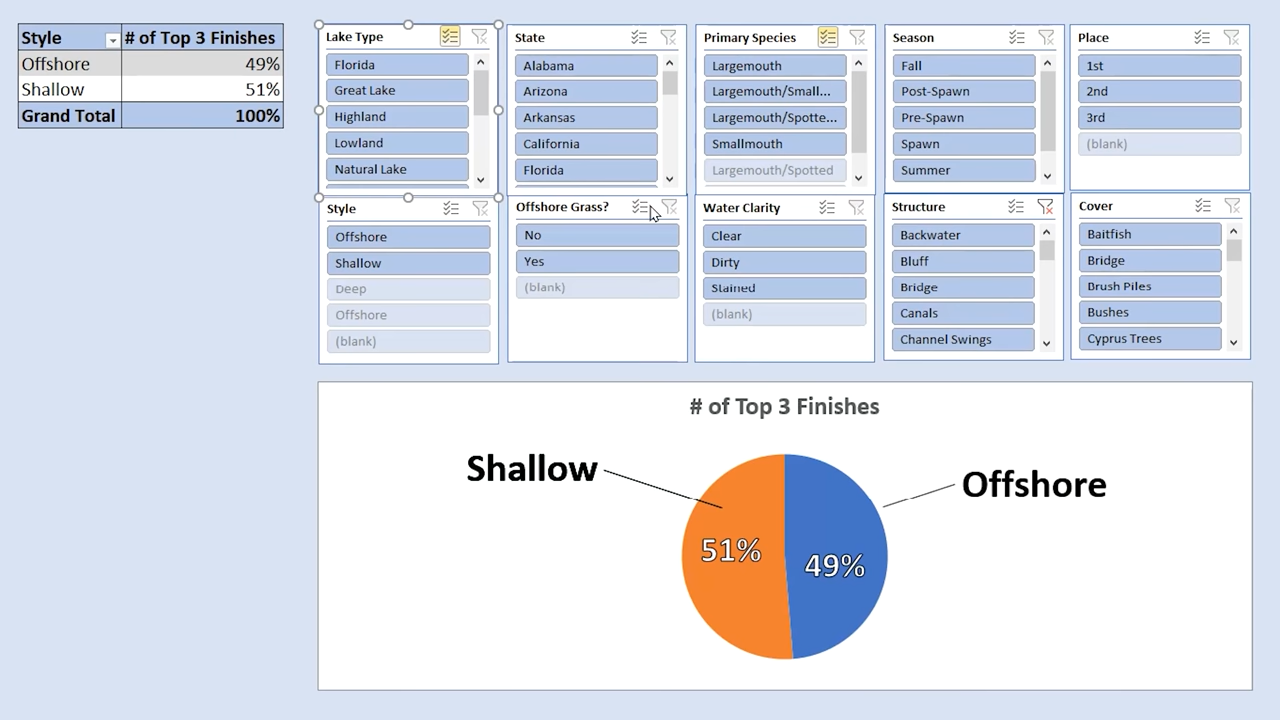 Style # of Top 3 Finishes
Offshore 49%
Shallow 51%
Grand Total 100%
Lake Type
Florida
Great Lake
Highland
Lowland
Natural Lake
State
Alabama
Arizona
Arkansas
California
Florida
Primary Species
Largemouth
Largemouth/Small...
Largemouth/Spotte...
Smallmouth
Largemouth/Spotted
Season
Fall
Post-Spawn
Pre-Spawn
Spawn
Summer
Place
1st
2nd
3rd
(blank)
Style
Offshore
Shallow
Deep
Offshore
(blank)
Offshore Grass?
No
Yes
(blank)
Water Clarity
Clear
Dirty
Stained
(blank)
Structure
Backwater
Bluff
Bridge
Canals
Channel Swings
Cover
Baitfish
Bridge
Brush Piles
Bushes
Cyprus Trees
# of Top 3 Finishes
Shallow
Offshore
51%
49%